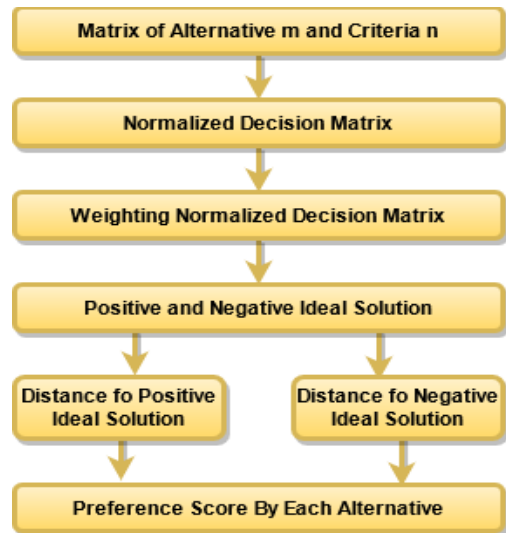 Matrix of Alternative m and Criteria n
Normalized Decision Matrix
Weighting Normalized Decision Matrix
Positive and Negative Ideal Solution
Distance fo Positive
Ideal Solution
Distance fo Negative
Ideal Solution
Preference Score By Each Alternative